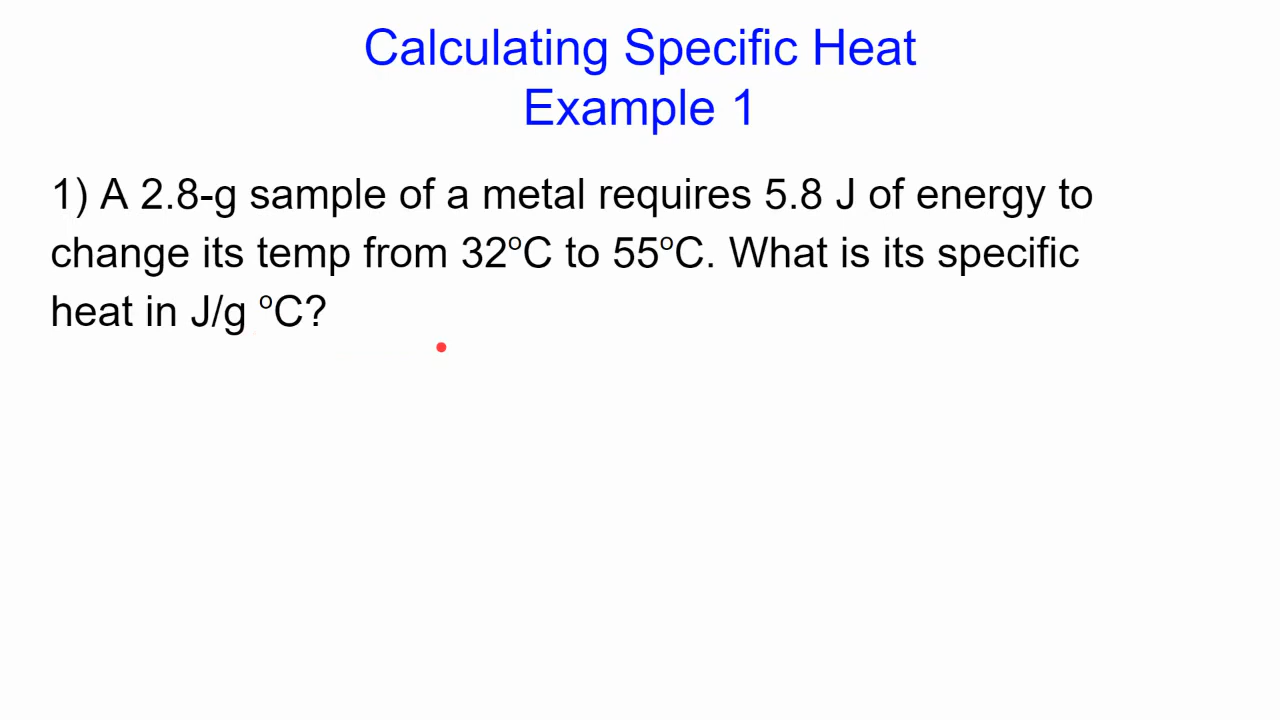 Calculating Specific Heat
Example 1
1) A 2.8-g sample of a metal requires 5.8 J of energy to
change its temp from 32ºC to 55ºC. What is its specific
heat in J/g ºC?